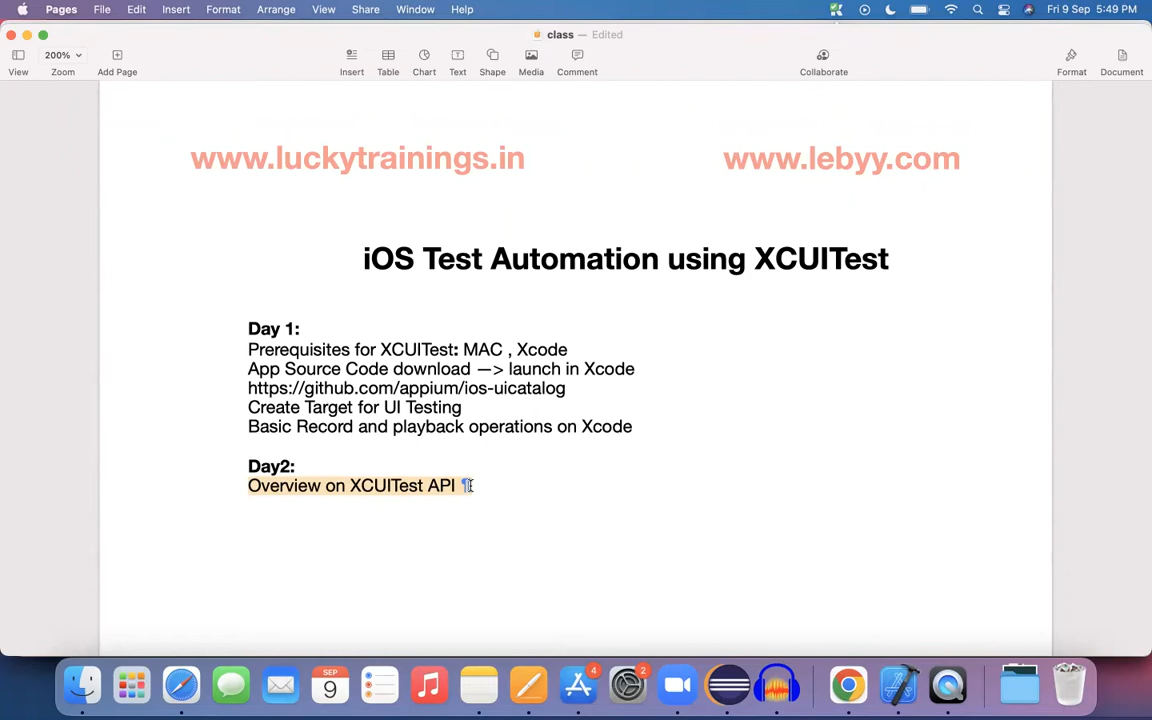 Pages File Edit Insert Format Arrange View Share Window Help Fri 9 Sep 5:49 PM
class — Edited
200%
View Zoom Add Page Insert Table Chart Text Shape Media Comment Collaborate Format Document
www.luckytrainings.in www.lebyy.com
iOS Test Automation using XCUITest
Day 1:
Prerequisites for XCUITest: MAC , Xcode
App Source Code download —> launch in Xcode
https://github.com/appium/ios-uicatalog
Create Target for UI Testing
Basic Record and playback operations on Xcode
Day2:
Overview on XCUITest API ¶
SEP
9
4
2